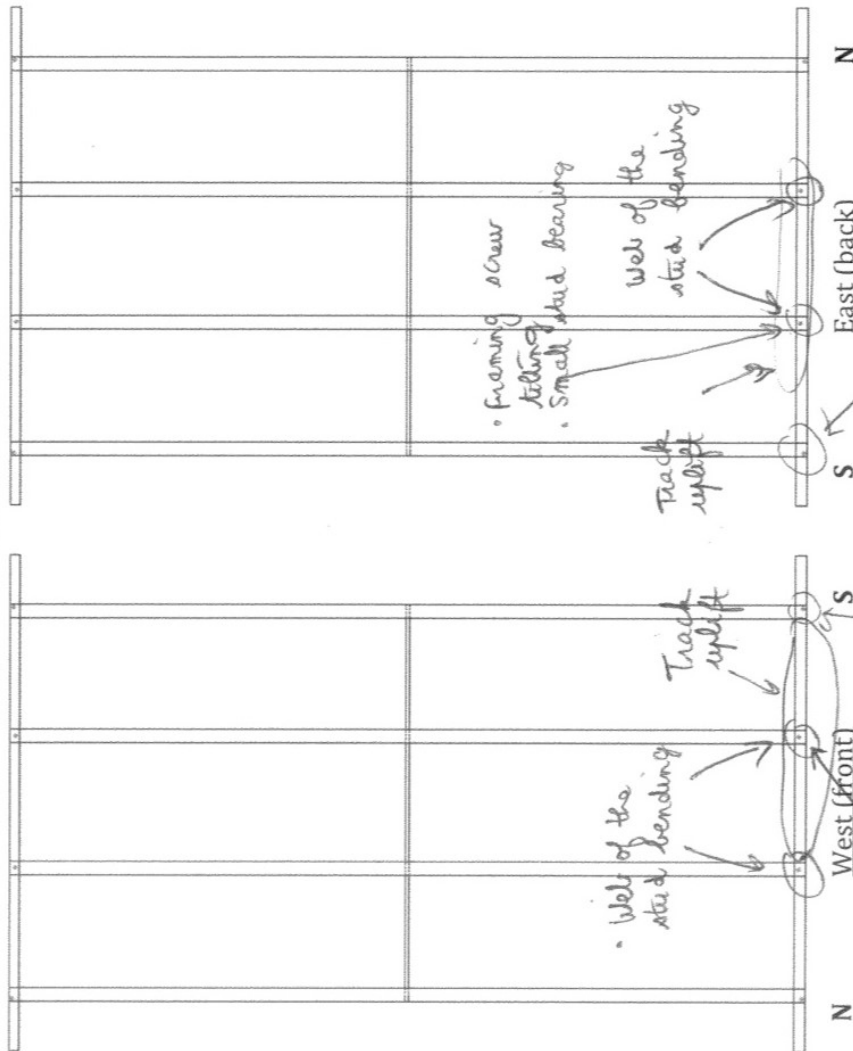 • Framing screw
tilting
• Small stud bearing
Web of the
stud bending
Track
uplift
S
East (back)
N
• Web of the
stud bending
Track
uplift
N
West (front)
S